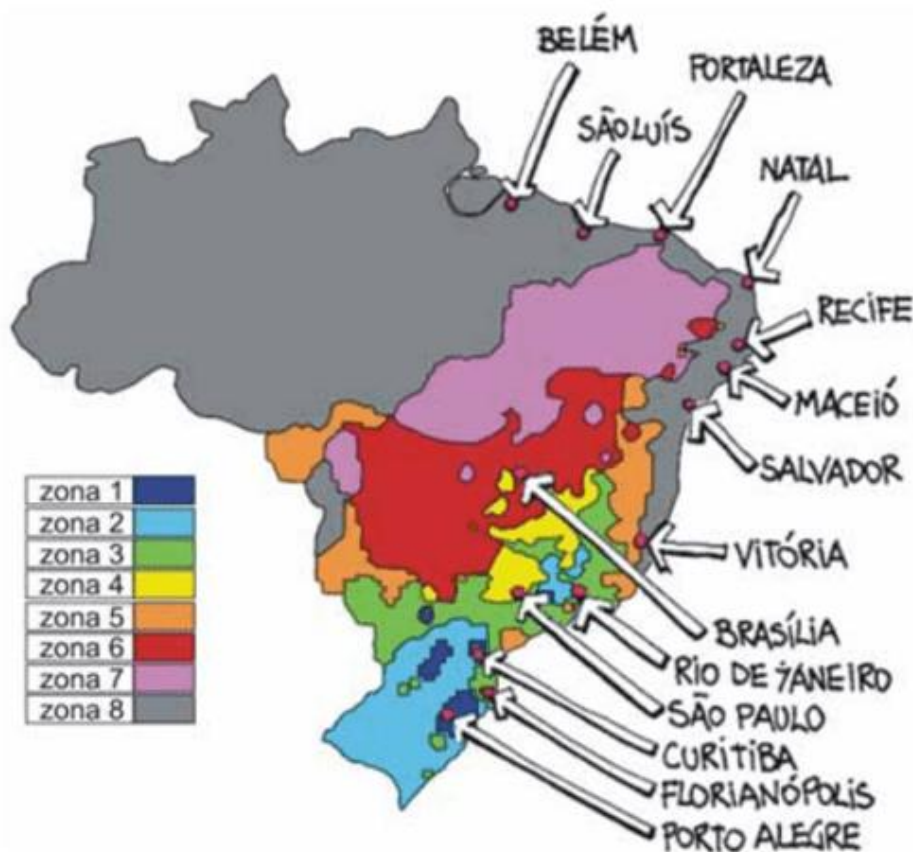 BELÉM
FORTALEZA
SÃO LUÍS
NATAL
RECIFE
MACEIÓ
SALVADOR
VITÓRIA
BRASÍLIA
RIO DE JANEIRO
SÃO PAULO
CURITIBA
FLORIANÓPOLIS
PORTO ALEGRE
zona 1
zona 2
zona 3
zona 4
zona 5
zona 6
zona 7
zona 8